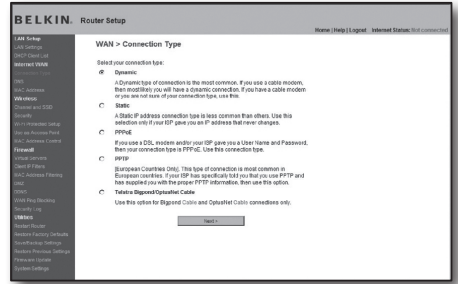 BELKIN. Router Setup
Home | Help | Logout Internet Status: Not connected
LAN Setup
LAN Settings
DHCP Client List
Internet WAN
Connection Type
DNS
MAC Address
Wireless
Channel and SSID
Security
Wi-Fi Protected Setup
Use as Access Point
MAC Address Control
Firewall
Virtual Servers
Client IP Filters
MAC Address Filtering
DMZ
DDNS
WAN Ping Blocking
Security Log
Utilities
Restart Router
Restore Factory Defaults
Save/Backup Settings
Restore Previous Settings
Firmware Update
System Settings
WAN > Connection Type
Select your connection type:
Dynamic
A Dynamic type of connection is the most common. If you use a cable modem,
then most likely you will have a dynamic connection. If you have a cable modem
or you are not sure of your connection type, use this.
Static
A Static IP address connection type is less common than others. Use this
selection only if your ISP gave you an IP address that never changes.
PPPoE
If you use a DSL modem and/or your ISP gave you a User Name and Password,
then your connection type is PPPoE. Use this connection type.
PPTP
[European Countries Only]. This type of connection is most common in
European countries. If your ISP has specifically told you that you use PPTP and
has supplied you with the proper PPTP information, then use this option.
Telstra Bigpond/OptusNet Cable
Use this option for Bigpond Cable and OptusNet Cable connections only.
Next >